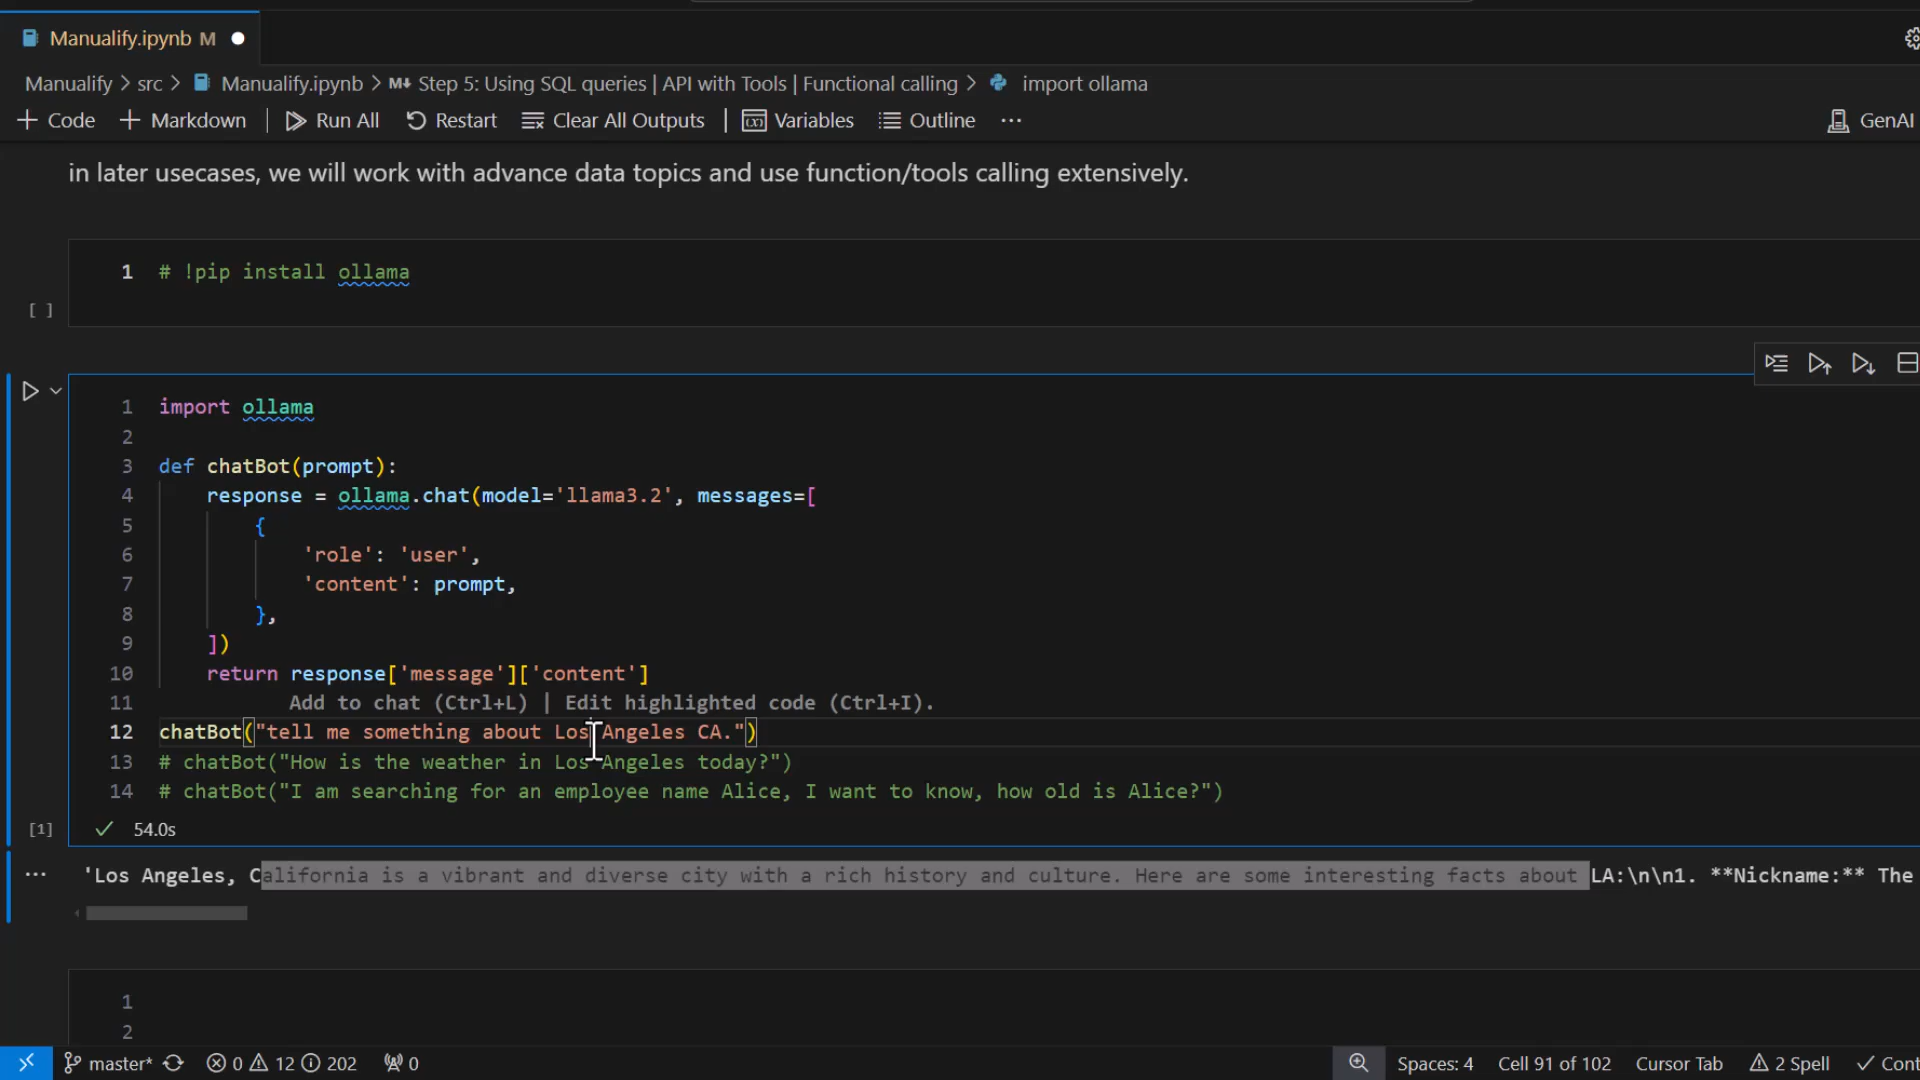 Manualify.ipynb M
Manualify > src > Manualify.ipynb > M↓ Step 5: Using SQL queries | API with Tools | Functional calling > import ollama
+ Code + Markdown | Run All Restart Clear All Outputs | Variables Outline ... GenAI
in later usecases, we will work with advance data topics and use function/tools calling extensively.
1 # !pip install ollama
[ ]
1 import ollama
2
3 def chatBot(prompt):
4 response = ollama.chat(model='llama3.2', messages=[
5 {
6 'role': 'user',
7 'content': prompt,
8 },
9 ])
10 return response['message']['content']
11 Add to chat (Ctrl+L) | Edit highlighted code (Ctrl+I).
12 chatBot("tell me something about Los Angeles CA.")
13 # chatBot("How is the weather in Los Angeles today?")
14 # chatBot("I am searching for an employee name Alice, I want to know, how old is Alice?")
[1] ✓ 54.0s
... 'Los Angeles, California is a vibrant and diverse city with a rich history and culture. Here are some interesting facts about LA:\n\n1. **Nickname:** The
1
2
master* 0 12 202 0 Spaces: 4 Cell 91 of 102 Cursor Tab 2 Spell ✓ Cont